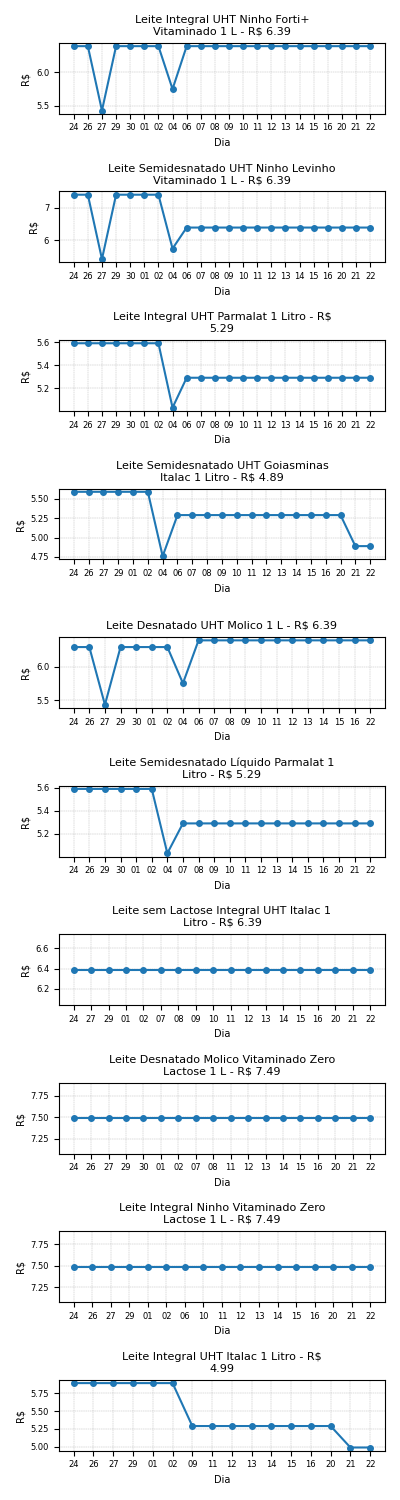 Leite Integral UHT Ninho Forti+
Vitaminado 1 L - R$ 6.39
6.0
5.5
R$
24 26 27 29 30 01 02 04 06 07 08 09 10 11 12 13 14 15 16 20 21 22
Dia
Leite Semidesnatado UHT Ninho Levinho
Vitaminado 1 L - R$ 6.39
7
6
R$
24 26 27 29 30 01 02 04 06 07 08 09 10 11 12 13 14 15 16 20 21 22
Dia
Leite Integral UHT Parmalat 1 Litro - R$
5.29
5.6
5.4
5.2
R$
24 26 27 29 30 01 02 04 06 07 08 09 10 11 12 13 14 15 16 20 21 22
Dia
Leite Semidesnatado UHT Goiasminas
Italac 1 Litro - R$ 4.89
5.50
5.25
5.00
4.75
R$
24 26 27 29 01 02 04 06 07 08 09 10 11 12 13 14 15 16 20 21 22
Dia
Leite Desnatado UHT Molico 1 L - R$ 6.39
6.0
5.5
R$
24 26 27 29 30 01 02 04 06 07 08 09 10 11 12 13 14 15 16 22
Dia
Leite Semidesnatado Líquido Parmalat 1
Litro - R$ 5.29
5.6
5.4
5.2
R$
24 26 29 30 01 02 04 07 08 09 10 11 12 13 14 15 16 20 21 22
Dia
Leite sem Lactose Integral UHT Italac 1
Litro - R$ 6.39
6.6
6.4
6.2
R$
24 27 29 01 02 07 08 09 10 11 12 13 14 15 16 20 21 22
Dia
Leite Desnatado Molico Vitaminado Zero
Lactose 1 L - R$ 7.49
7.75
7.50
7.25
R$
24 26 27 29 30 01 02 07 08 11 12 13 14 15 16 20 21 22
Dia
Leite Integral Ninho Vitaminado Zero
Lactose 1 L - R$ 7.49
7.75
7.50
7.25
R$
24 26 27 29 01 02 06 10 11 12 13 14 15 16 20 21 22
Dia
Leite Integral UHT Italac 1 Litro - R$
4.99
5.75
5.50
5.25
5.00
R$
24 26 27 29 01 02 09 11 12 13 14 15 16 20 21 22
Dia